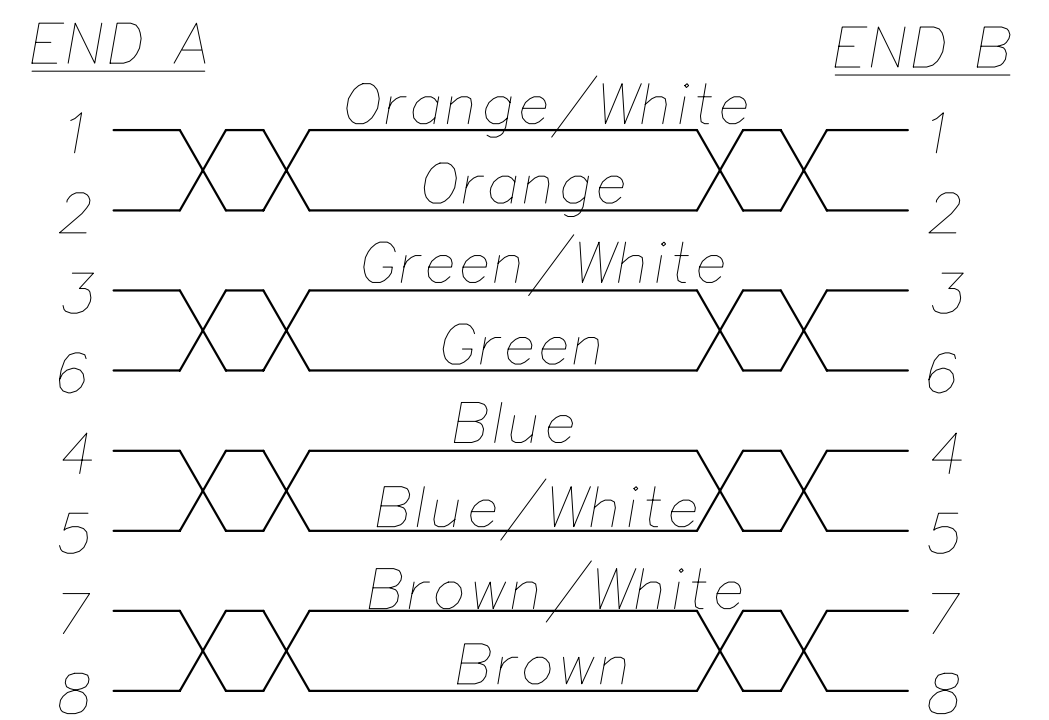 END A END B
Orange/White
1 1
Orange
2 2
Green/White
3 3
Green
6 6
Blue
4 4
Blue/White
5 5
Brown/White
7 7
Brown
8 8